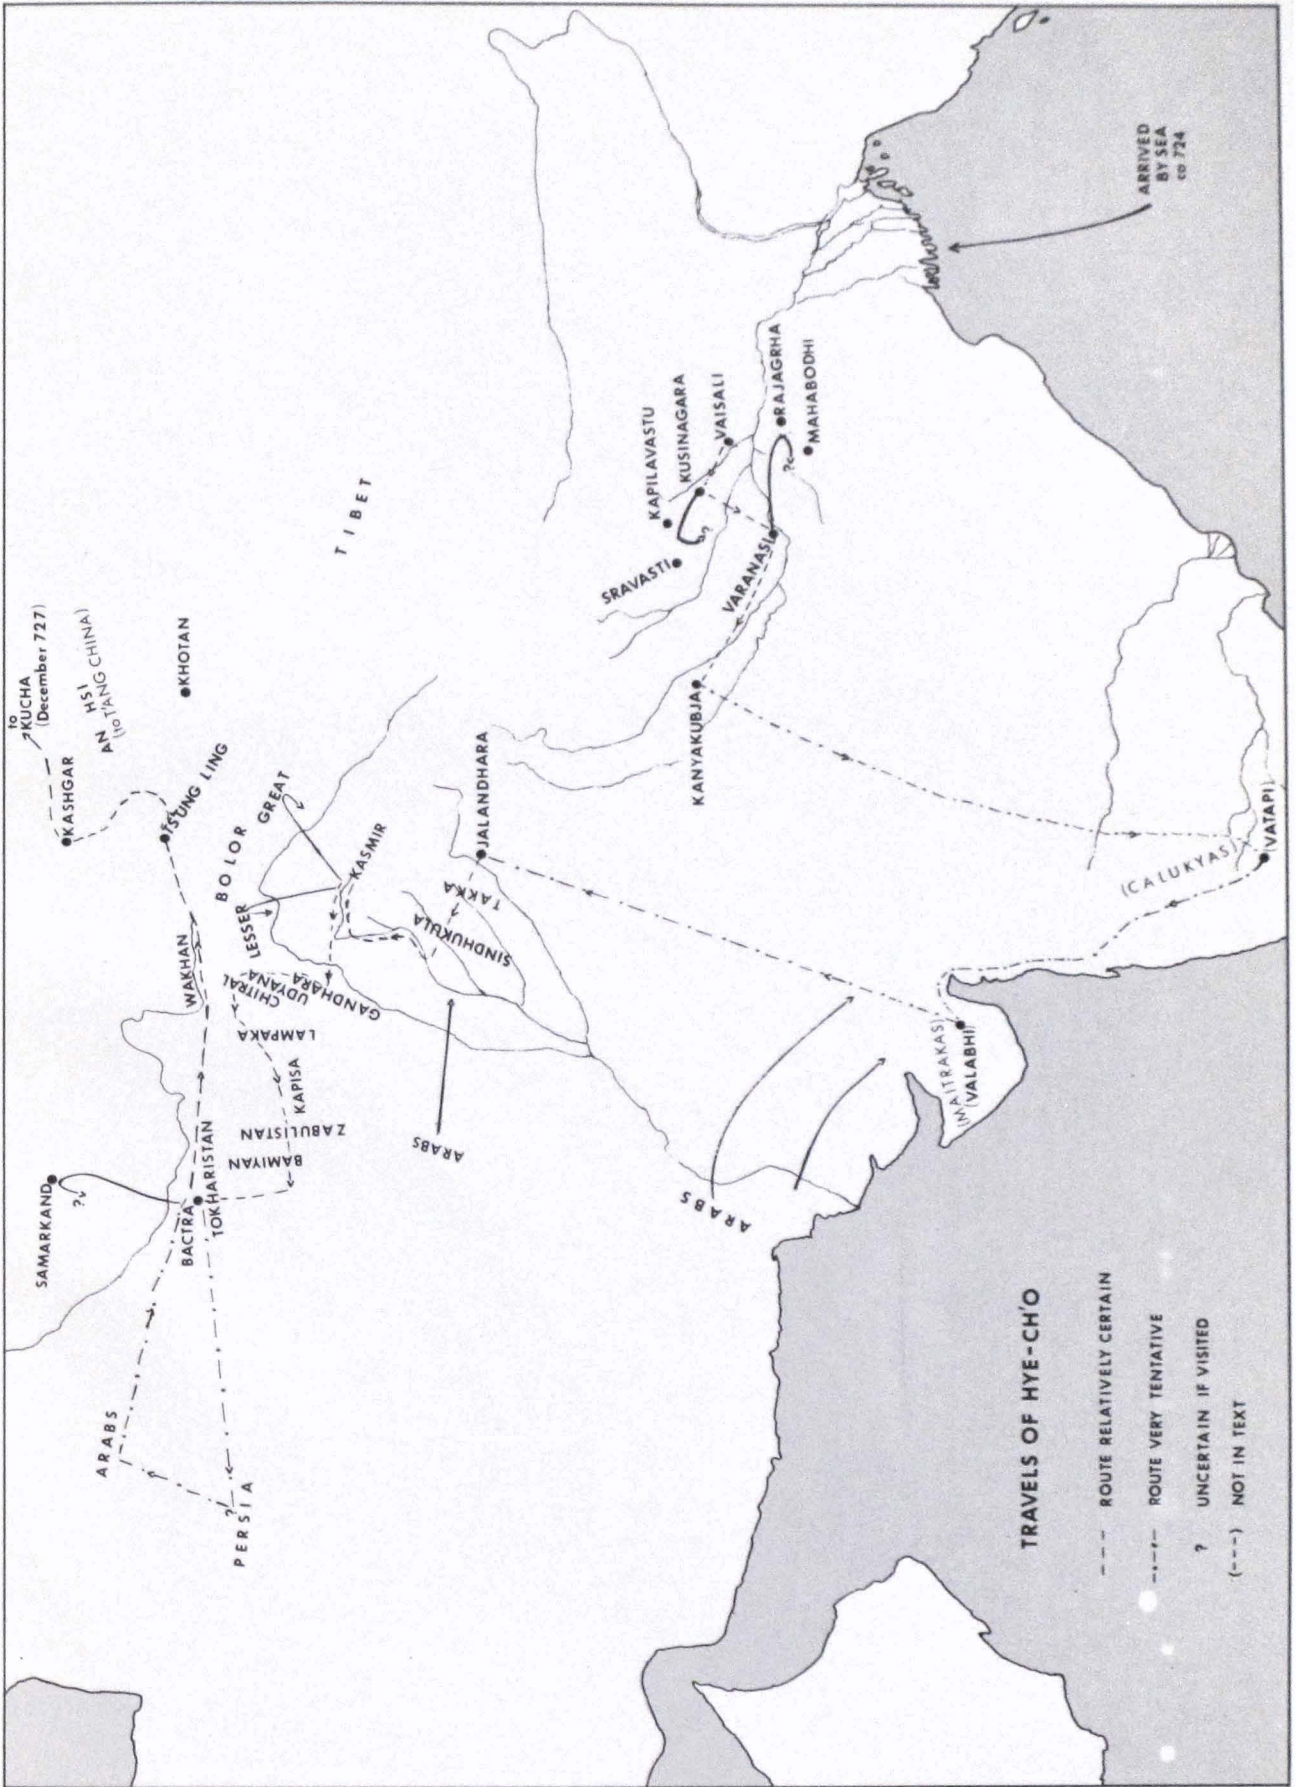 to
KUCHA
(December 727)
AN HSI
(to T'ANG CHINA)
KASHGAR
KHOTAN
TSUNG LING
SAMARKAND
?
ARABS
BACTRA
TOKHARISTAN
WAKHAN
PERSIA
?
BAMIYAN
ZABULISTAN
KAPISA
LAMPAKA
CHITRAL
UDYANA
GANDHARA
LESSER
BOLOR
GREAT
KASMIR
TIBET
ARABS
SINDHUKULA
TAKKA
JALANDHARA
SRAVASTI
KAPILAVASTU
KUSINAGARA
VAISALI
?
KANYAKUBJA
VARANASI
RAJAGRHA
MAHABODHI
?
ARABS
(MAITRAKAS)
(VALABHI)
(CALUKYAS)
(VATAPI)
ARRIVED
BY SEA
ca 724
TRAVELS OF HYE-CH'O
--- ROUTE RELATIVELY CERTAIN
-·-·- ROUTE VERY TENTATIVE
? UNCERTAIN IF VISITED
(---) NOT IN TEXT